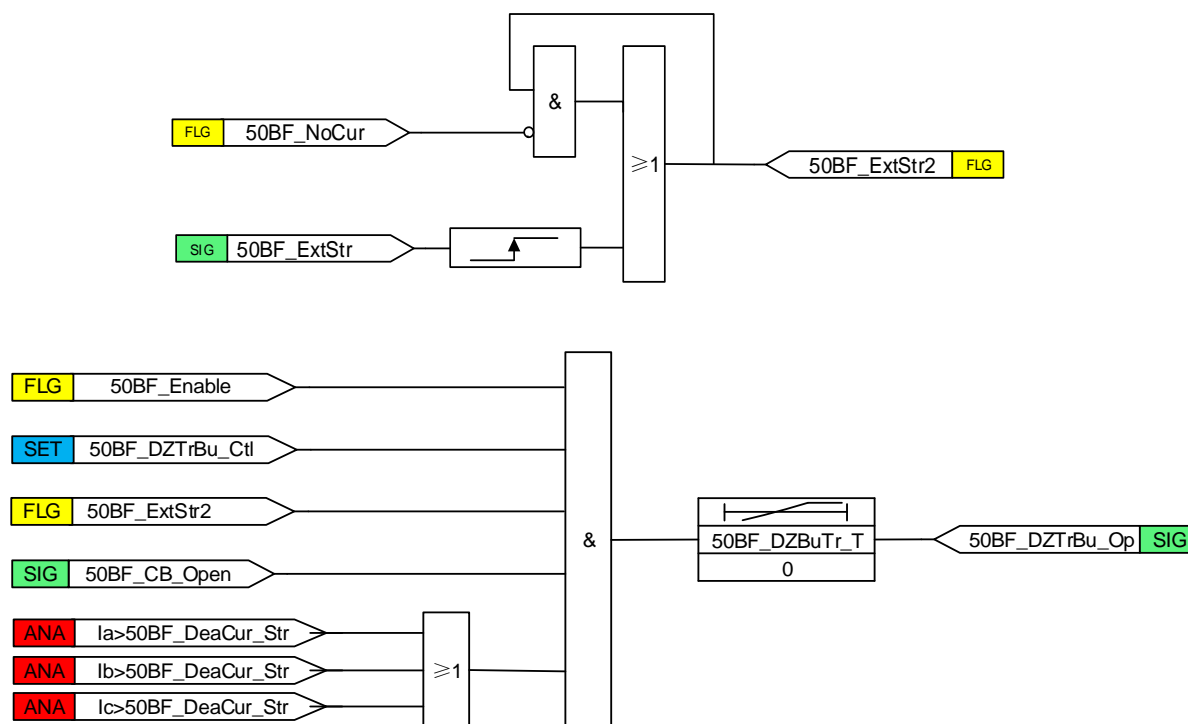 &
FLG 50BF_NoCur
≥1
50BF_ExtStr2 FLG
SIG 50BF_ExtStr
FLG 50BF_Enable
SET 50BF_DZTrBu_Ctl
FLG 50BF_ExtStr2
&
50BF_DZBuTr_T
50BF_DZTrBu_Op SIG
0
SIG 50BF_CB_Open
ANA Ia>50BF_DeaCur_Str
ANA Ib>50BF_DeaCur_Str
≥1
ANA Ic>50BF_DeaCur_Str